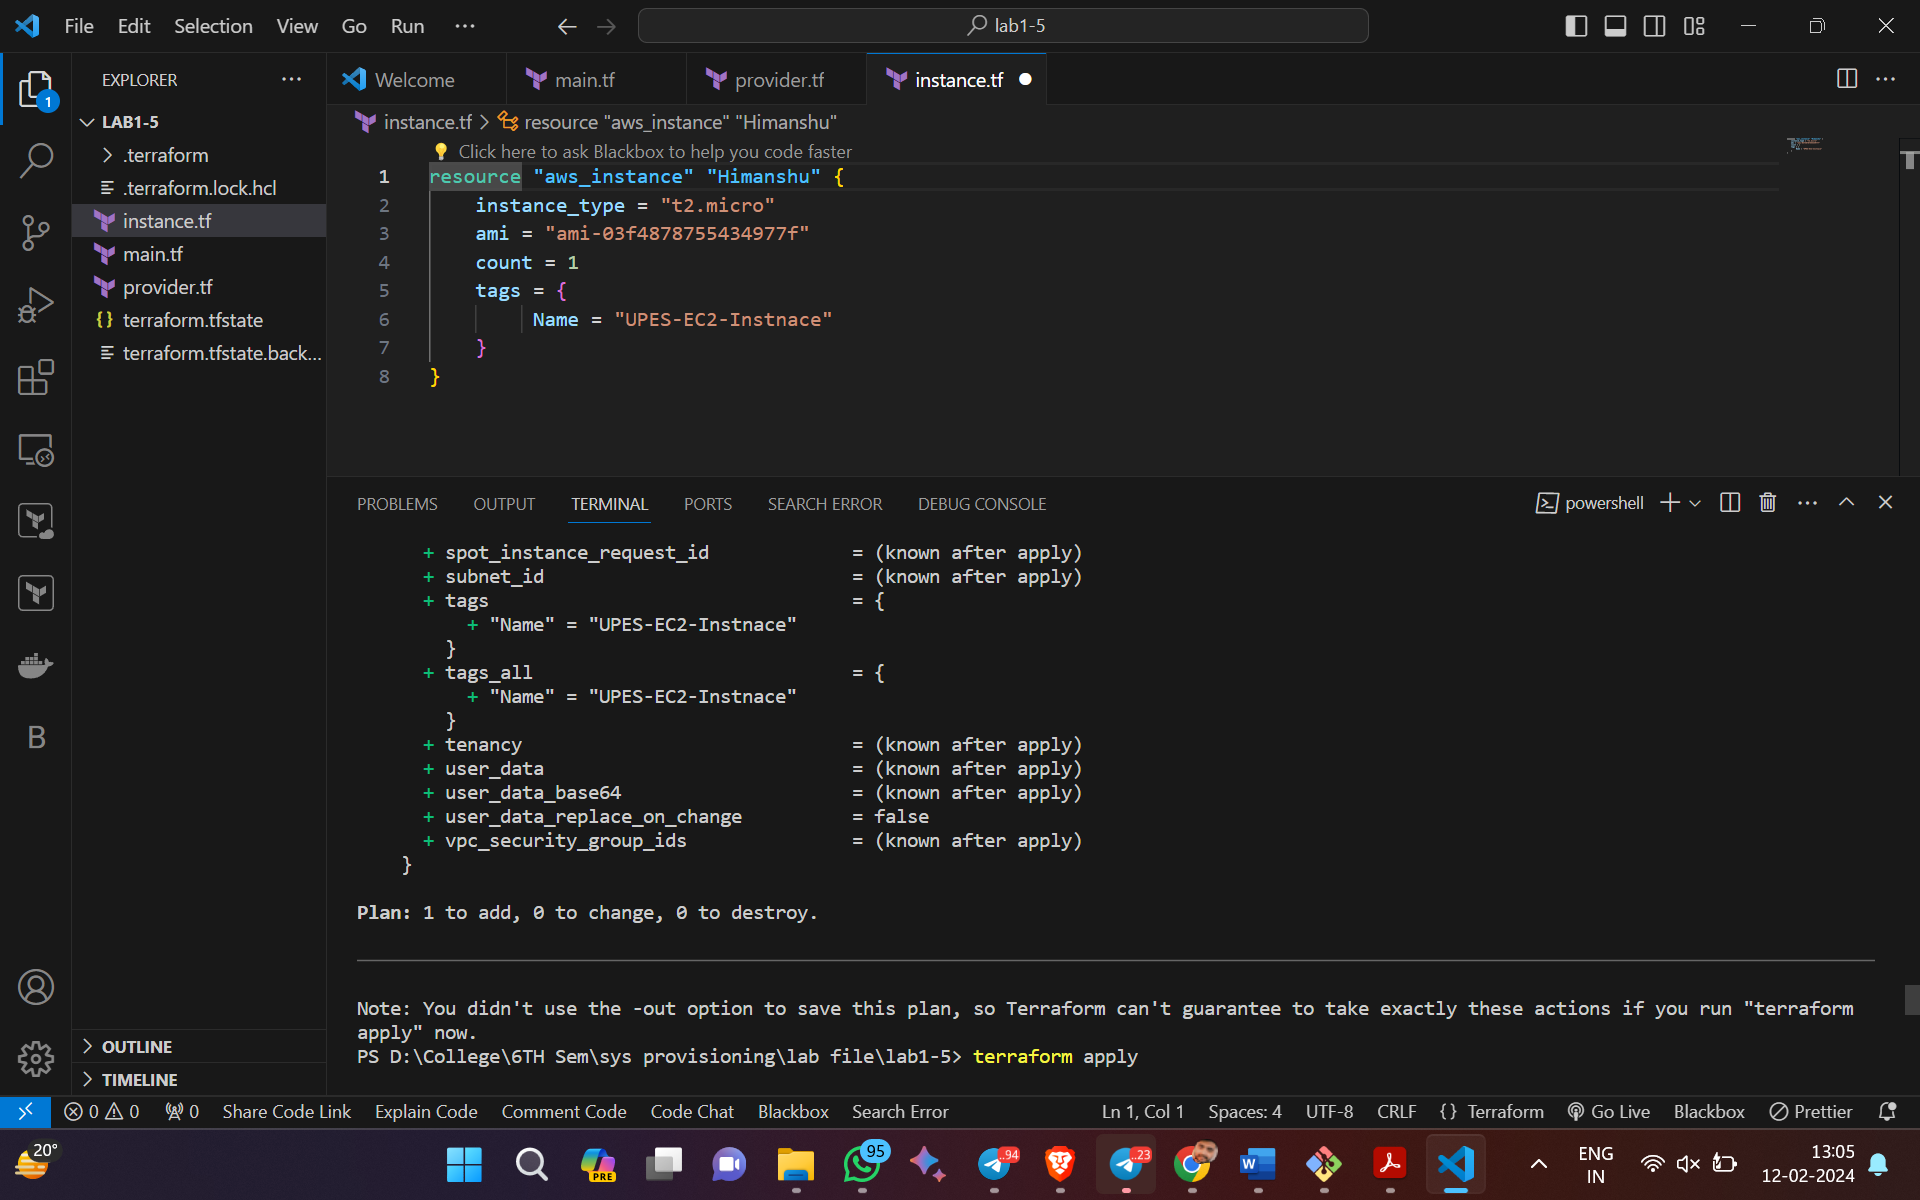 File Edit Selection View Go Run ···
lab1-5
EXPLORER ···
Welcome
main.tf
provider.tf
instance.tf
1
LAB1-5
.terraform
.terraform.lock.hcl
instance.tf
main.tf
provider.tf
terraform.tfstate
terraform.tfstate.back...
OUTLINE
TIMELINE
instance.tf > resource "aws_instance" "Himanshu"
Click here to ask Blackbox to help you code faster
1 resource "aws_instance" "Himanshu" {
2 instance_type = "t2.micro"
3 ami = "ami-03f4878755434977f"
4 count = 1
5 tags = {
6 Name = "UPES-EC2-Instnace"
7 }
8 }
PROBLEMS OUTPUT TERMINAL PORTS SEARCH ERROR DEBUG CONSOLE
powershell
+ spot_instance_request_id = (known after apply)
+ subnet_id = (known after apply)
+ tags = {
+ "Name" = "UPES-EC2-Instnace"
}
+ tags_all = {
+ "Name" = "UPES-EC2-Instnace"
}
+ tenancy = (known after apply)
+ user_data = (known after apply)
+ user_data_base64 = (known after apply)
+ user_data_replace_on_change = false
+ vpc_security_group_ids = (known after apply)
}
Plan: 1 to add, 0 to change, 0 to destroy.
Note: You didn't use the -out option to save this plan, so Terraform can't guarantee to take exactly these actions if you run "terraform
apply" now.
PS D:\College\6TH Sem\sys provisioning\lab file\lab1-5> terraform apply
B
0 0 0 Share Code Link Explain Code Comment Code Code Chat Blackbox Search Error Ln 1, Col 1 Spaces: 4 UTF-8 CRLF {} Terraform Go Live Blackbox Prettier
20°
PRE
95
..94
..23
ENG
IN
13:05
12-02-2024